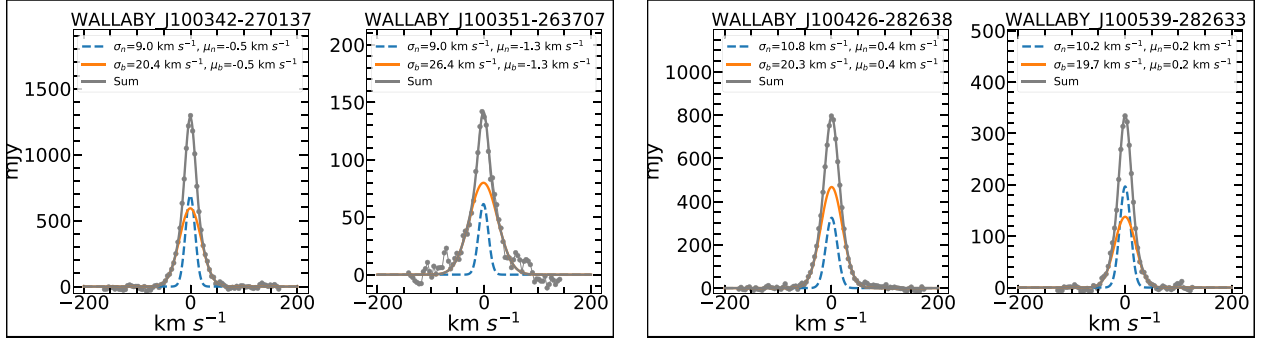 WALLABY_J100342-270137
σn=9.0 km s−1, μn=-0.5 km s−1
σb=20.4 km s−1, μb=-0.5 km s−1
Sum
mJy
1500
1000
500
0
−200 0 200
km s−1
WALLABY_J100351-263707
σn=9.0 km s−1, μn=-1.3 km s−1
σb=26.4 km s−1, μb=-1.3 km s−1
Sum
200
150
100
50
0
−200 0 200
km s−1
WALLABY_J100426-282638
σn=10.8 km s−1, μn=0.4 km s−1
σb=20.3 km s−1, μb=0.4 km s−1
Sum
mJy
1000
800
600
400
200
0
−200 0 200
km s−1
WALLABY_J100539-282633
σn=10.2 km s−1, μn=0.2 km s−1
σb=19.7 km s−1, μb=0.2 km s−1
Sum
500
400
300
200
100
0
−200 0 200
km s−1